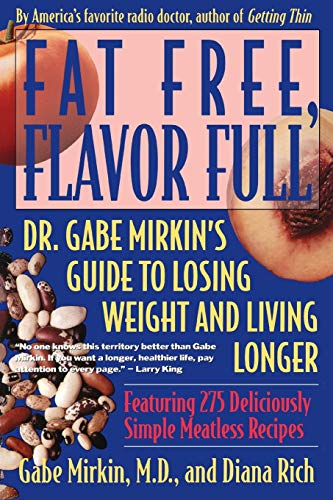 By America's favorite radio doctor, author of Getting Thin
FAT FREE,
FLAVOR FULL
DR. GABE MIRKIN'S
GUIDE TO LOSING
WEIGHT AND LIVING
LONGER
"No one knows this territory better than Gabe
Mirkin. If you want a longer, healthier life, pay
attention to every page." – Larry King
Featuring 275 Deliciously
Simple Meatless Recipes
Gabe Mirkin, M.D., and Diana Rich